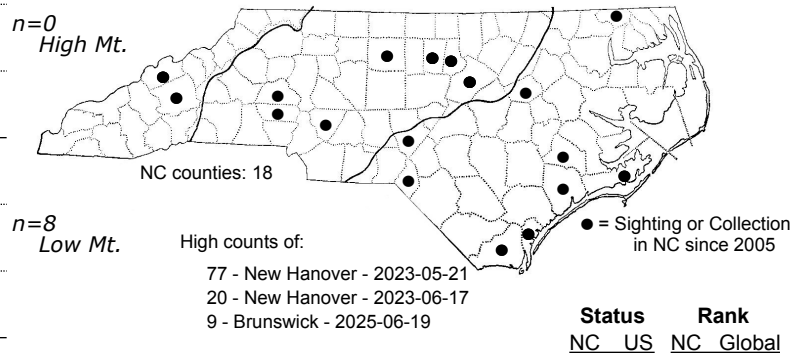 n=0
High Mt.
NC counties: 18
n=8
Low Mt.
High counts of:
77 - New Hanover - 2023-05-21
20 - New Hanover - 2023-06-17
9 - Brunswick - 2025-06-19
● = Sighting or Collection
in NC since 2005
Status Rank
NC US NC Global